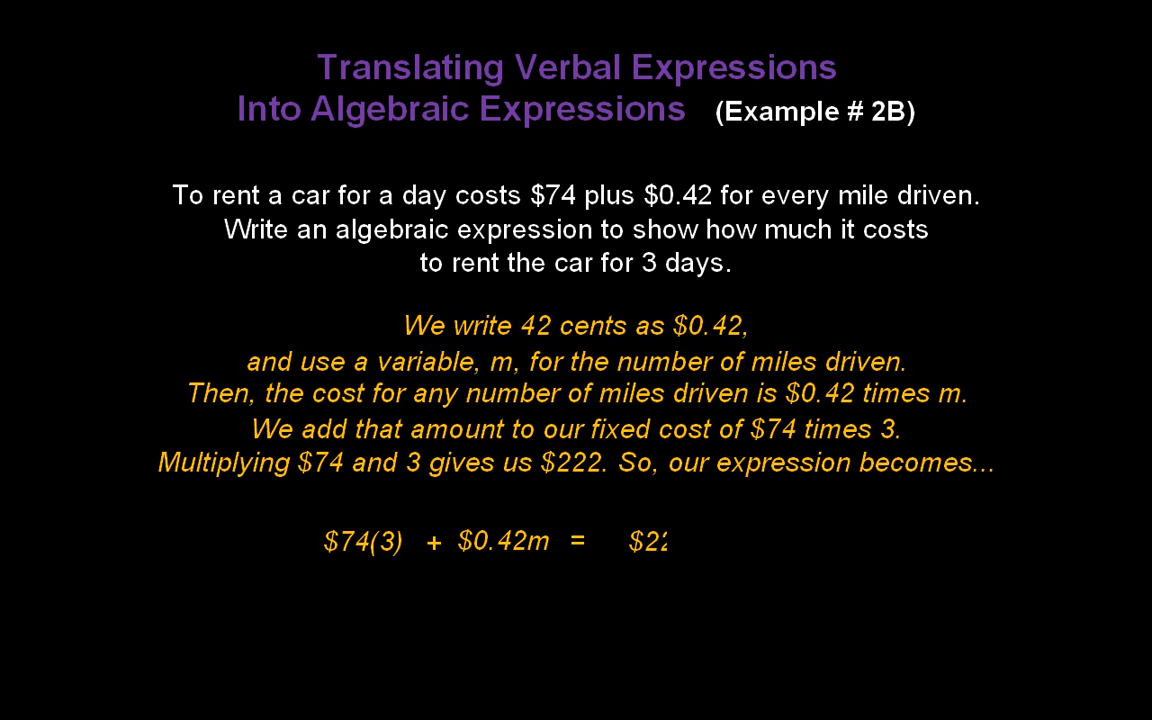 Translating Verbal Expressions
Into Algebraic Expressions (Example # 2B)
To rent a car for a day costs $74 plus $0.42 for every mile driven.
Write an algebraic expression to show how much it costs
to rent the car for 3 days.
We write 42 cents as $0.42,
and use a variable, m, for the number of miles driven.
Then, the cost for any number of miles driven is $0.42 times m.
We add that amount to our fixed cost of $74 times 3.
Multiplying $74 and 3 gives us $222. So, our expression becomes...
$74(3) + $0.42m = $22